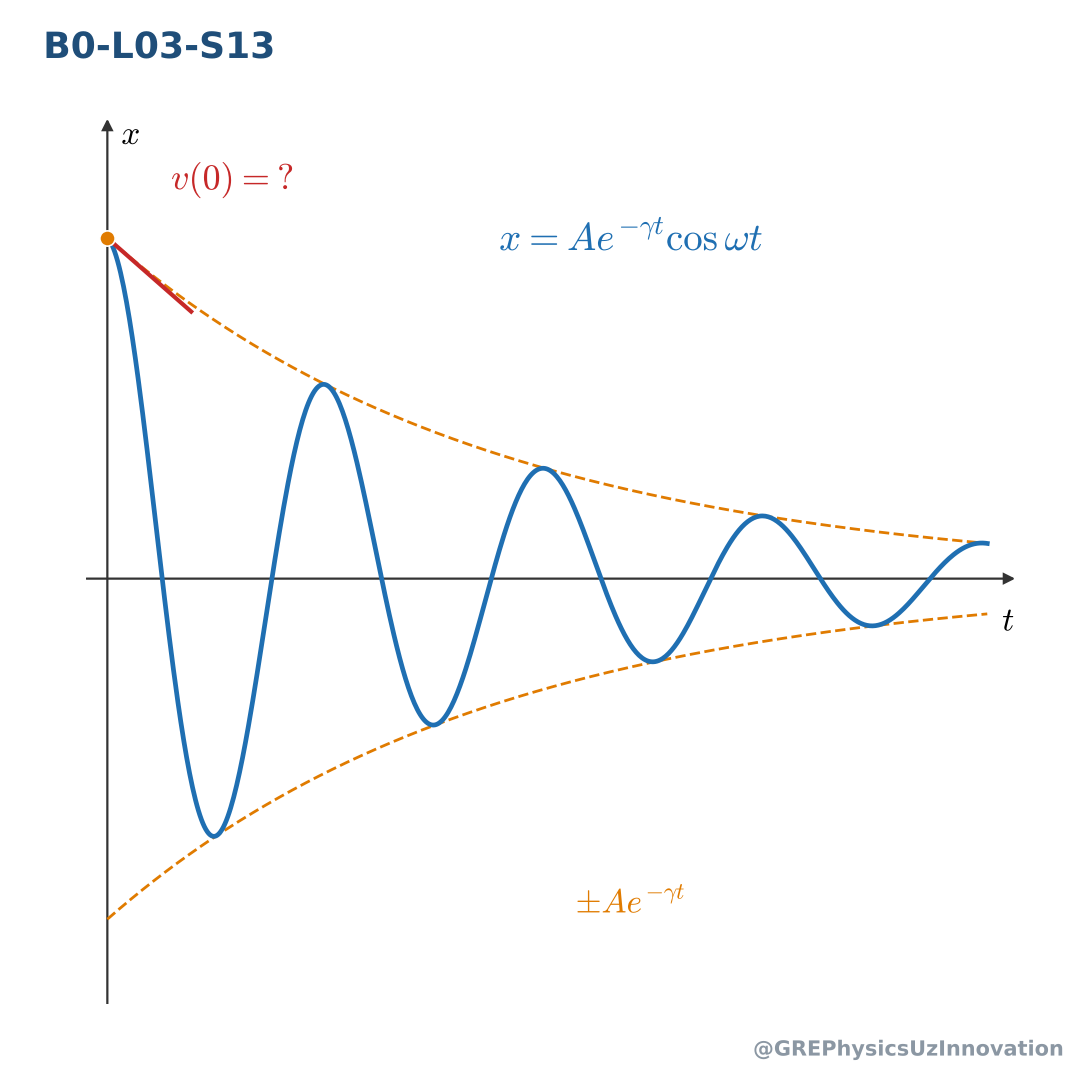 B0-L03-S13
x
v(0) = ?
x = Ae^{-γt} cos ωt
t
±Ae^{-γt}
@GREPhysicsUzInnovation